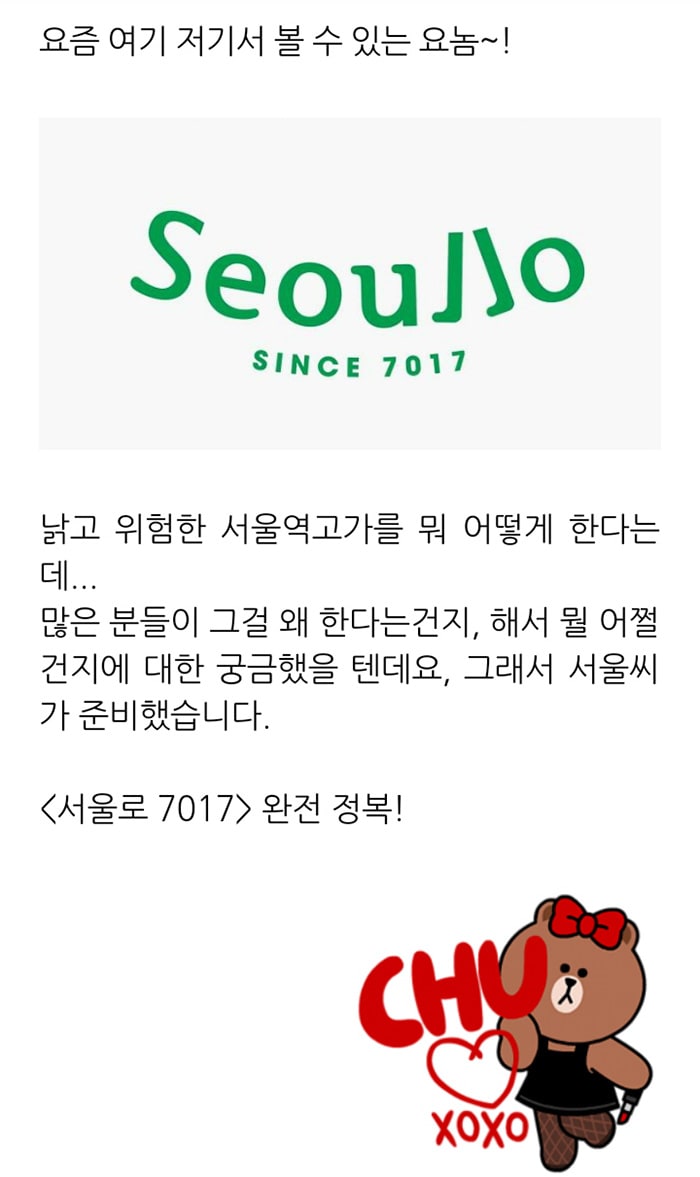 요즘 여기 저기서 볼 수 있는 요놈~!
Seoullo
SINCE 7017
낡고 위험한 서울역고가를 뭐 어떻게 한다는
데...
많은 분들이 그걸 왜 한다는건지, 해서 뭘 어쩔
건지에 대한 궁금했을 텐데요, 그래서 서울씨
가 준비했습니다.
<서울로 7017> 완전 정복!
CHU
XOXO